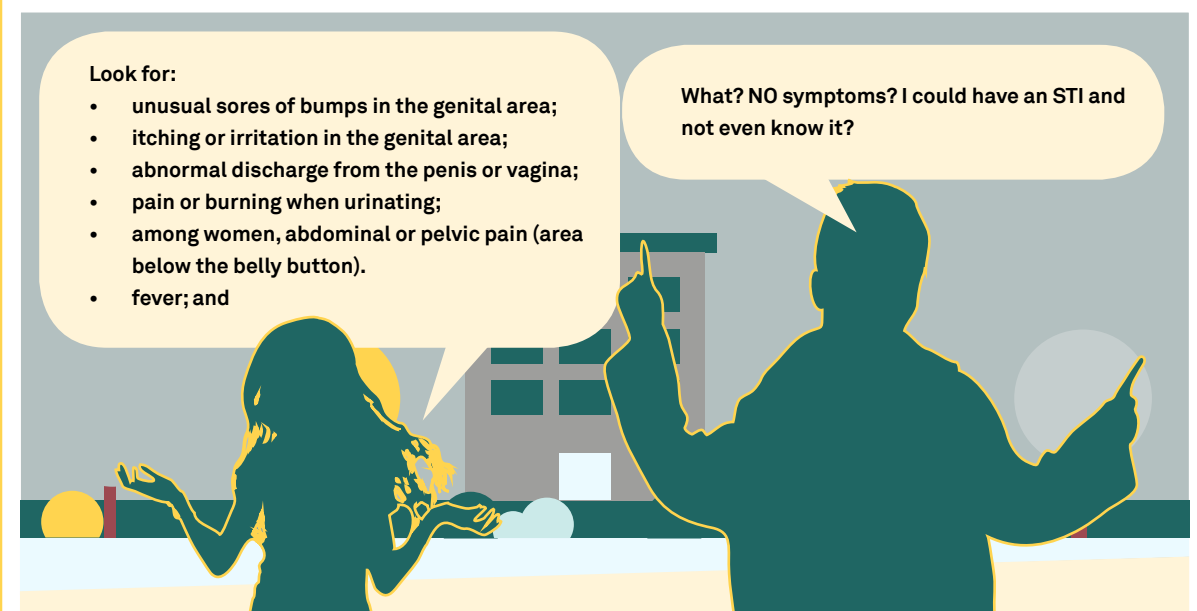 Look for:
• unusual sores of bumps in the genital area;
• itching or irritation in the genital area;
• abnormal discharge from the penis or vagina;
• pain or burning when urinating;
• among women, abdominal or pelvic pain (area
below the belly button).
• fever; and
What? NO symptoms? I could have an STI and
not even know it?